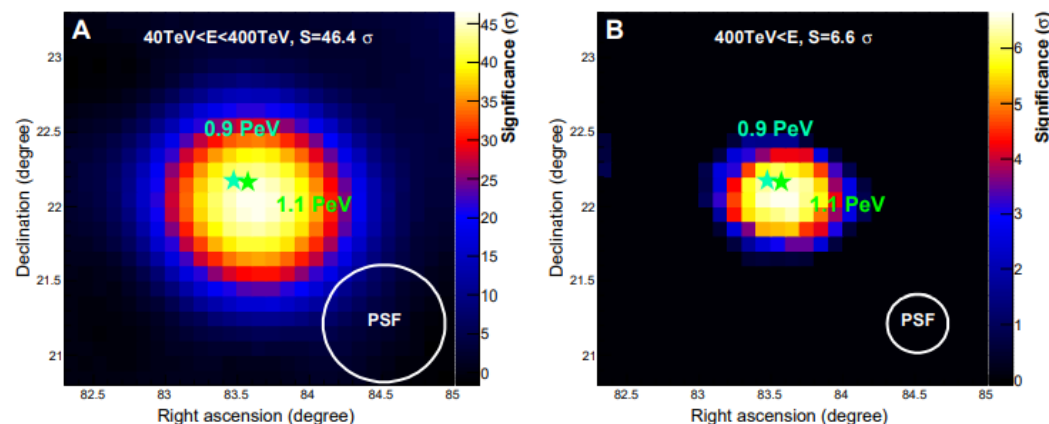 A
40TeV<E<400TeV, S=46.4 σ
0.9 PeV
1.1 PeV
PSF
23
22.5
22
21.5
21
Declination (degree)
82.5 83 83.5 84 84.5 85
Right ascension (degree)
45
40
35
30
25
20
15
10
5
0
Significance (σ)
B
400TeV<E, S=6.6 σ
0.9 PeV
1.1 PeV
PSF
23
22.5
22
21.5
21
Declination (degree)
82.5 83 83.5 84 84.5 85
Right ascension (degree)
6
5
4
3
2
1
0
Significance (σ)